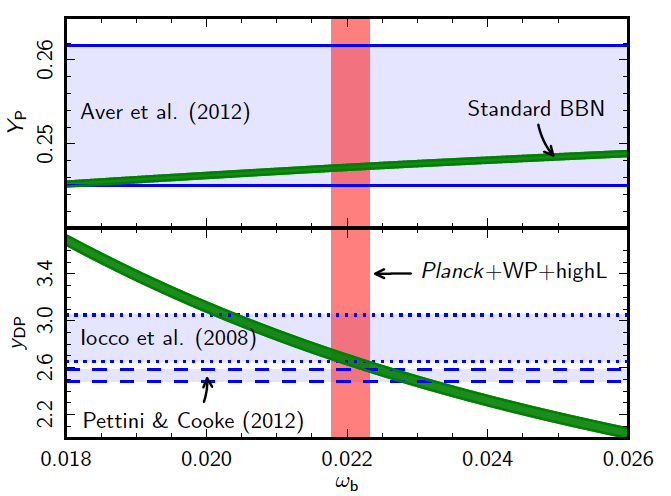 0.26
0.25
Y_P
Aver et al. (2012)
Standard BBN
3.4
3.0
2.6
2.2
y_DP
Planck+WP+highL
Iocco et al. (2008)
Pettini & Cooke (2012)
0.018 0.020 0.022 0.024 0.026
ω_b